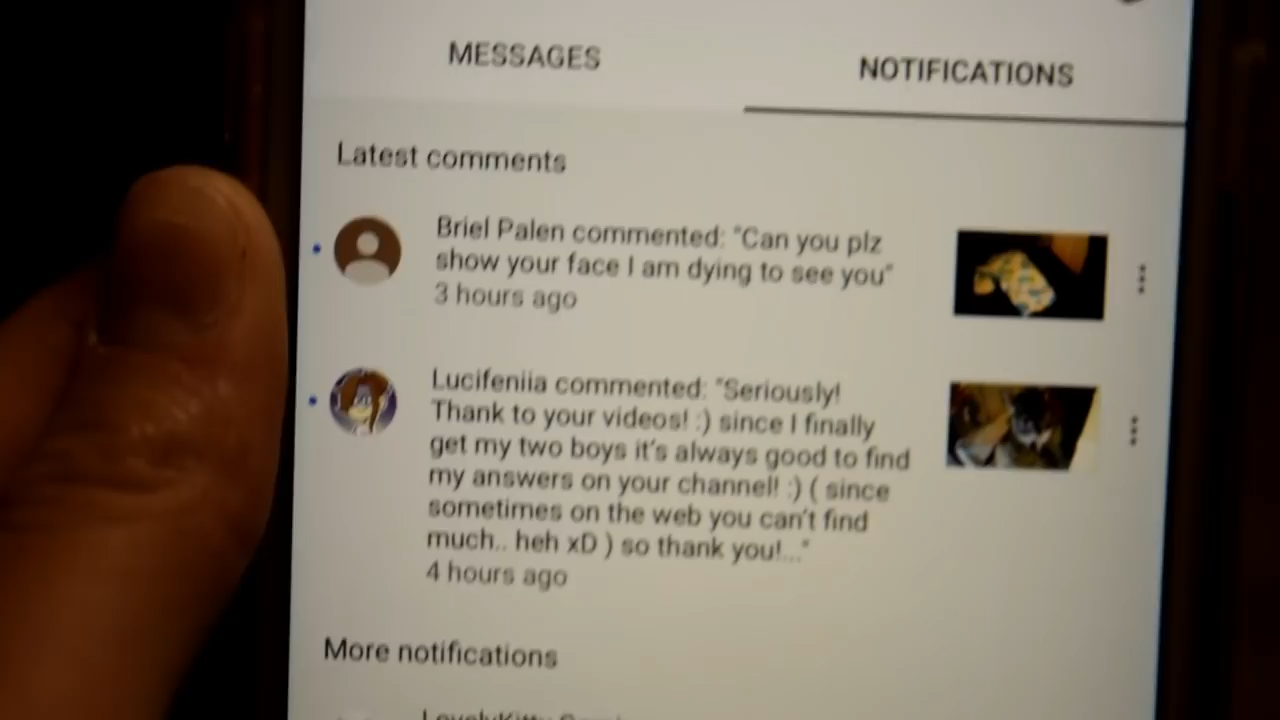 MESSAGES
NOTIFICATIONS
Latest comments
Briel Palen commented: "Can you plz
show your face I am dying to see you"
3 hours ago
Lucifeniia commented: "Seriously!
Thank to your videos! :) since I finally
get my two boys it's always good to find
my answers on your channel! :) ( since
sometimes on the web you can't find
much.. heh xD ) so thank you!..."
4 hours ago
More notifications
LovelyKitty